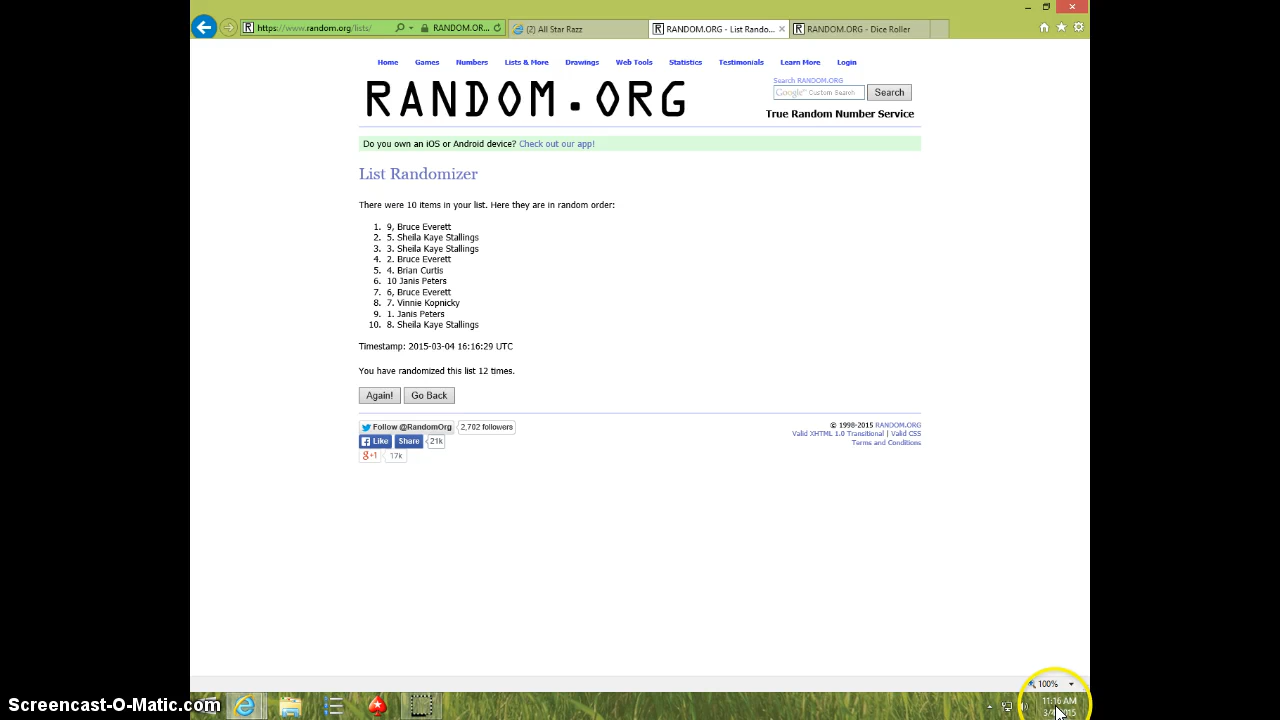 https://www.random.org/lists/ RANDOM.OR... (2) All Star Razz RANDOM.ORG - List Rando... RANDOM.ORG - Dice Roller
Home Games Numbers Lists & More Drawings Web Tools Statistics Testimonials Learn More Login
RANDOM.ORG
Search RANDOM.ORG
Google™ Custom Search Search
True Random Number Service
Do you own an iOS or Android device? Check out our app!
List Randomizer
There were 10 items in your list. Here they are in random order:
1. 9, Bruce Everett
2. 5. Sheila Kaye Stallings
3. 3. Sheila Kaye Stallings
4. 2. Bruce Everett
5. 4. Brian Curtis
6. 10 Janis Peters
7. 6, Bruce Everett
8. 7. Vinnie Kopnicky
9. 1. Janis Peters
10. 8. Sheila Kaye Stallings
Timestamp: 2015-03-04 16:16:29 UTC
You have randomized this list 12 times.
Again! Go Back
Follow @RandomOrg 2,702 followers
Like Share 21k
g+1 17k
© 1998-2015 RANDOM.ORG
Valid XHTML 1.0 Transitional | Valid CSS
Terms and Conditions
100%
11:16 AM
Screencast-O-Matic.com